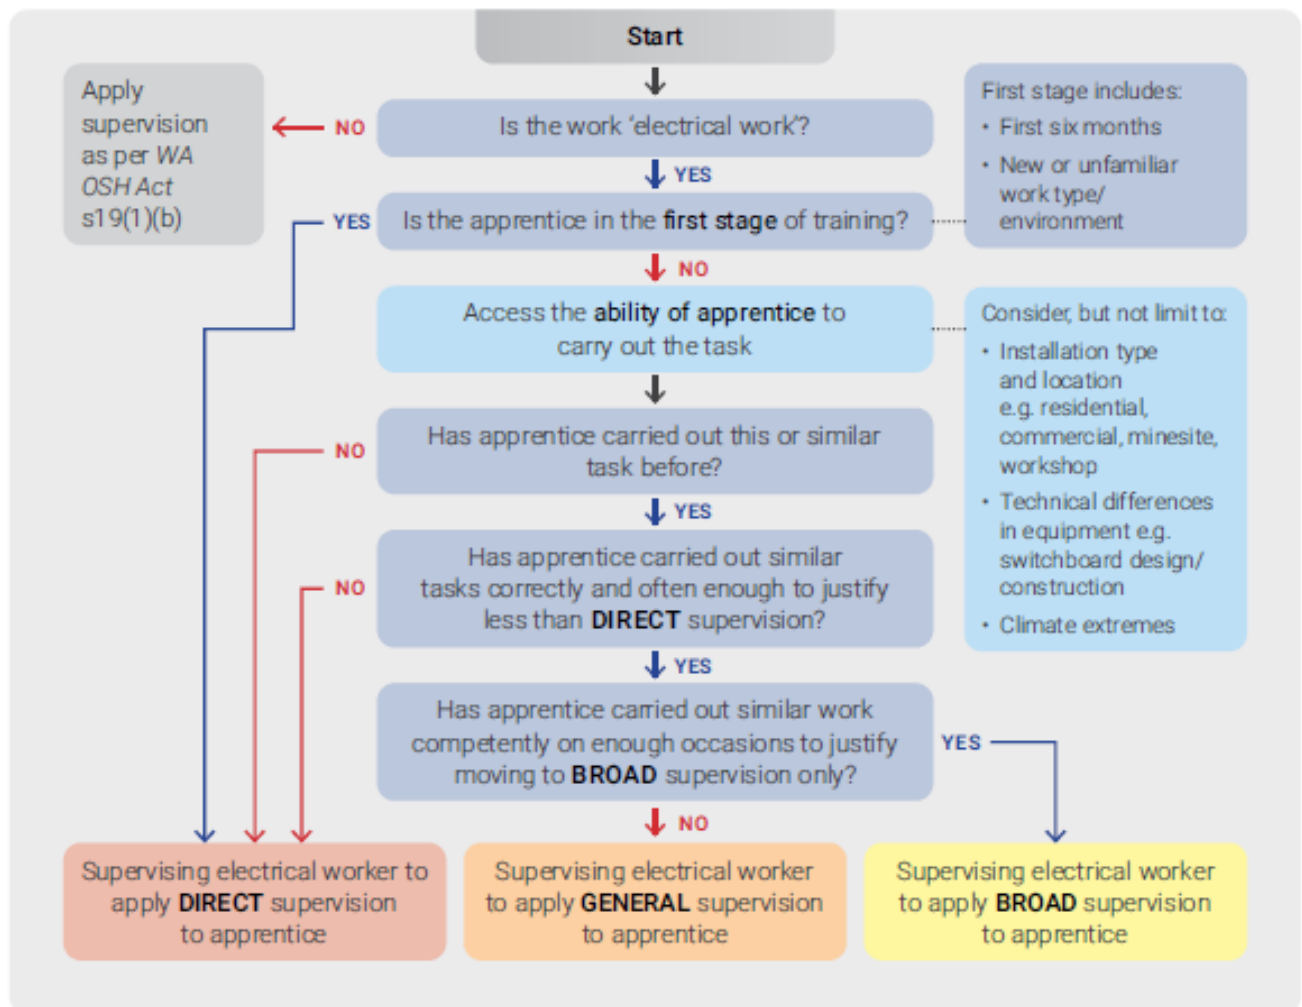 Start
Apply
supervision
as per WA
OSH Act
s19(1)(b)
NO
Is the work ‘electrical work’?
YES
First stage includes:
• First six months
• New or unfamiliar
work type/
environment
YES
Is the apprentice in the first stage of training?
NO
Access the ability of apprentice to
carry out the task
Consider, but not limit to:
• Installation type
and location
e.g. residential,
commercial, minesite,
workshop
• Technical differences
in equipment e.g.
switchboard design/
construction
• Climate extremes
NO
Has apprentice carried out this or similar
task before?
YES
NO
Has apprentice carried out similar
tasks correctly and often enough to justify
less than DIRECT supervision?
YES
Has apprentice carried out similar work
competently on enough occasions to justify
moving to BROAD supervision only?
YES
NO
Supervising electrical worker to
apply DIRECT supervision
to apprentice
Supervising electrical worker
to apply GENERAL supervision
to apprentice
Supervising electrical worker
to apply BROAD supervision
to apprentice